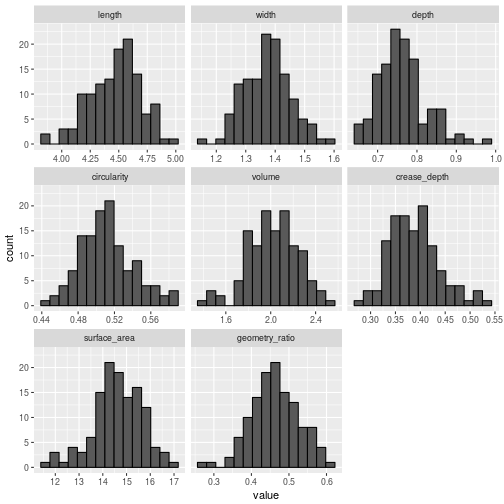 length width depth
20
15
10
5
0
4.00 4.25 4.50 4.75 5.00 1.2 1.3 1.4 1.5 1.6 0.7 0.8 0.9 1.0
circularity volume crease_depth
20
15
10
5
0
0.44 0.48 0.52 0.56 1.6 2.0 2.4 0.30 0.35 0.40 0.45 0.50 0.55
surface_area geometry_ratio
20
15
10
5
0
12 13 14 15 16 17 0.3 0.4 0.5 0.6
count
value